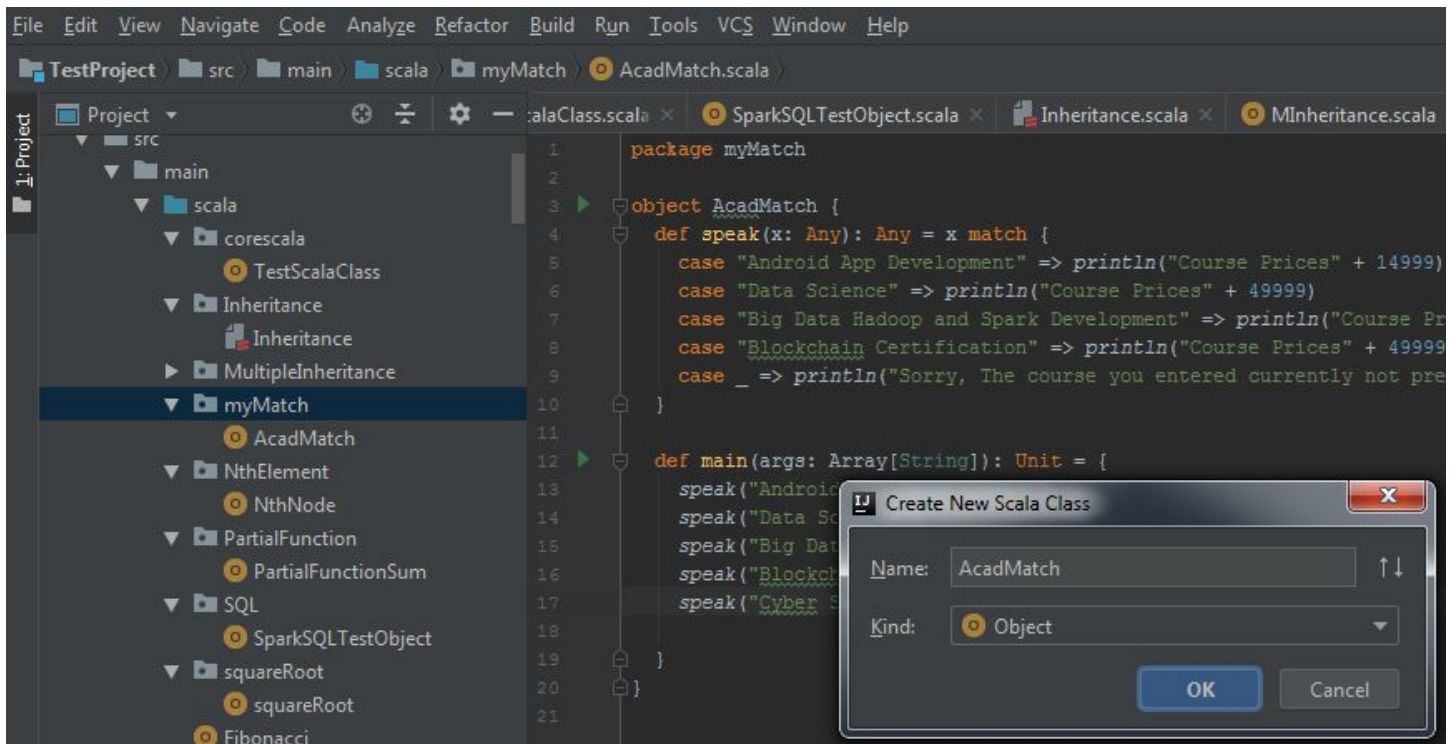 File Edit View Navigate Code Analyze Refactor Build Run Tools VCS Window Help
TestProject src main scala myMatch AcadMatch.scala
1: Project
Project
src
main
scala
corescala
TestScalaClass
Inheritance
Inheritance
MultipleInheritance
myMatch
AcadMatch
NthElement
NthNode
PartialFunction
PartialFunctionSum
SQL
SparkSQLTestObject
squareRoot
squareRoot
Fibonacci
alaClass.scala SparkSQLTestObject.scala Inheritance.scala MInheritance.scala
1 package myMatch
2
3 object AcadMatch {
4 def speak(x: Any): Any = x match {
5 case "Android App Development" => println("Course Prices" + 14999)
6 case "Data Science" => println("Course Prices" + 49999)
7 case "Big Data Hadoop and Spark Development" => println("Course Pr
8 case "Blockchain Certification" => println("Course Prices" + 49999
9 case _ => println("Sorry, The course you entered currently not pre
10 }
11
12 def main(args: Array[String]): Unit = {
13 speak("Android
14 speak("Data Sc
15 speak("Big Dat
16 speak("Blockch
17 speak("Cyber S
18
19 }
20 }
21
Create New Scala Class
Name: AcadMatch
Kind: Object
OK Cancel